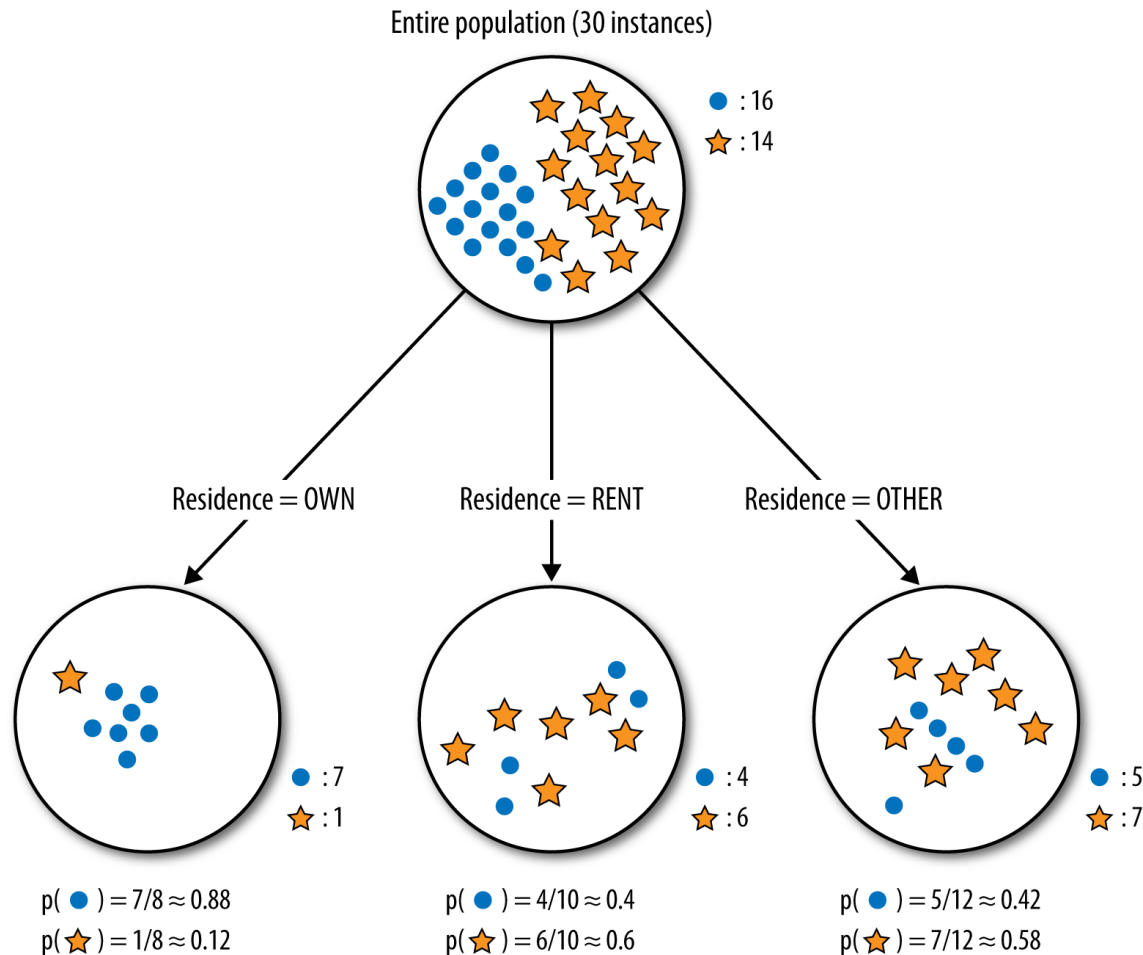 Entire population (30 instances)
: 16
: 14
Residence = OWN
Residence = RENT
Residence = OTHER
: 7
: 1
: 4
: 6
: 5
: 7
p( ) = 7/8 ≈ 0.88
p( ) = 1/8 ≈ 0.12
p( ) = 4/10 ≈ 0.4
p( ) = 6/10 ≈ 0.6
p( ) = 5/12 ≈ 0.42
p( ) = 7/12 ≈ 0.58